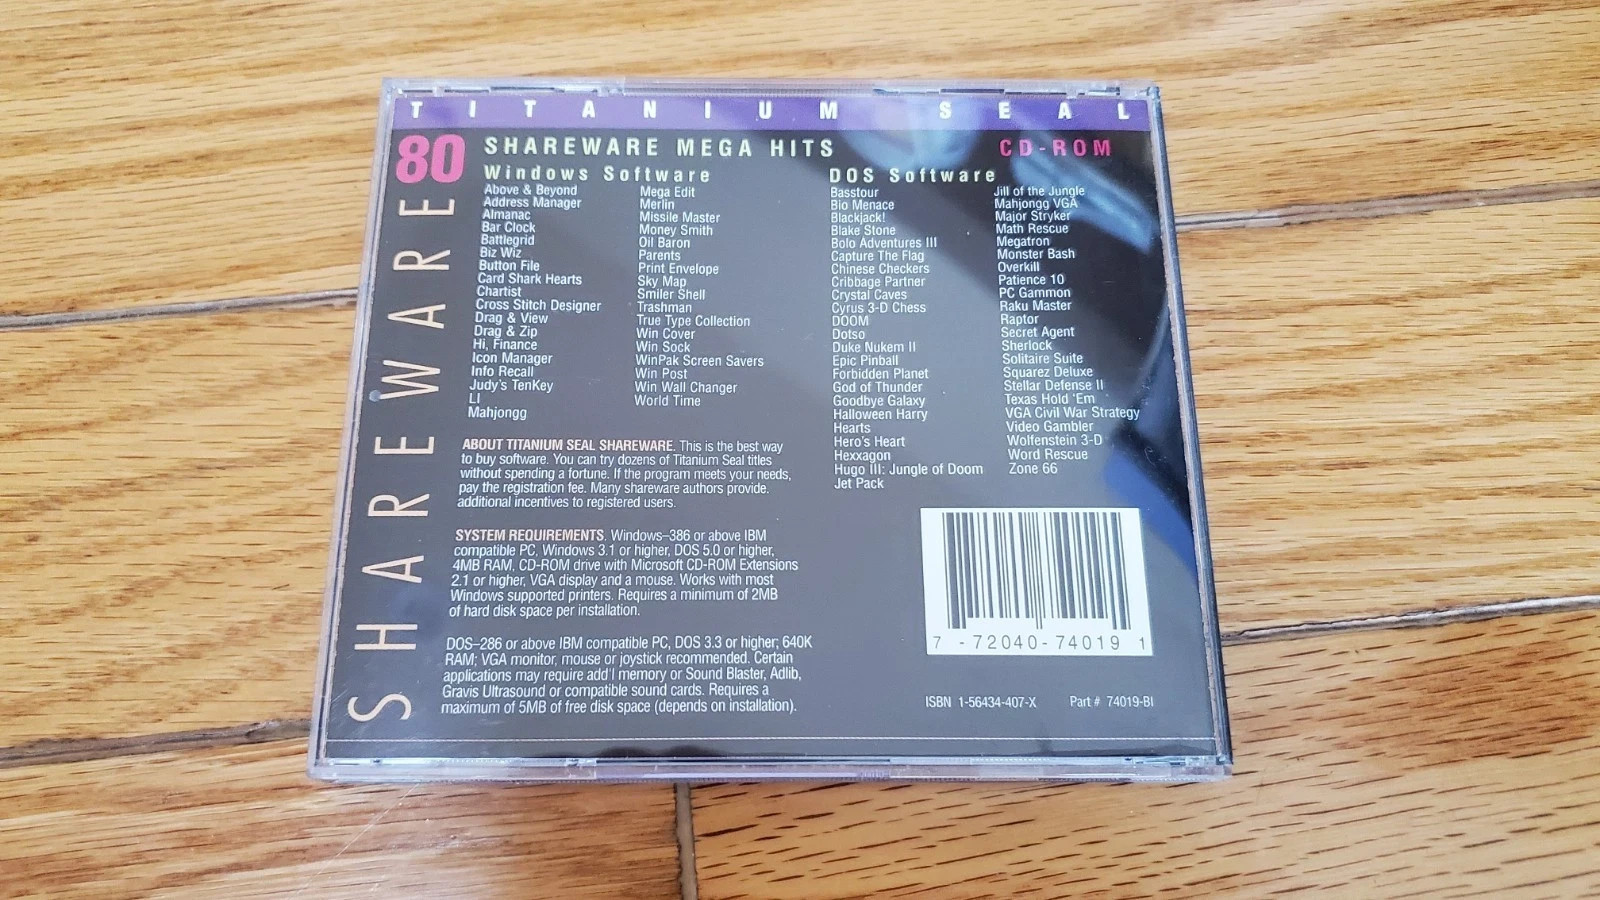 TITANIUM SEAL
80 SHAREWARE MEGA HITS
CD-ROM
SHAREWARE
Windows Software
Above & Beyond
Address Manager
Almanac
Bar Clock
Battlegrid
Biz Wiz
Button File
Card Shark Hearts
Chartist
Cross Stitch Designer
Drag & View
Drag & Zip
Hi, Finance
Icon Manager
Info Recall
Judy's TenKey
LI
Mahjongg
Mega Edit
Merlin
Missile Master
Money Smith
Oil Baron
Parents
Print Envelope
Sky Map
Smiler Shell
Trashman
True Type Collection
Win Cover
Win Sock
WinPak Screen Savers
Win Post
Win Wall Changer
World Time
DOS Software
Basstour
Bio Menace
Blackjack!
Blake Stone
Bolo Adventures III
Capture The Flag
Chinese Checkers
Cribbage Partner
Crystal Caves
Cyrus 3-D Chess
DOOM
Dotso
Duke Nukem II
Epic Pinball
Forbidden Planet
God of Thunder
Goodbye Galaxy
Halloween Harry
Hearts
Hero's Heart
Hexxagon
Hugo III: Jungle of Doom
Jet Pack
Jill of the Jungle
Mahjongg VGA
Major Stryker
Math Rescue
Megatron
Monster Bash
Overkill
Patience 10
PC Gammon
Raku Master
Raptor
Secret Agent
Sherlock
Solitaire Suite
Squarez Deluxe
Stellar Defense II
Texas Hold 'Em
VGA Civil War Strategy
Video Gambler
Wolfenstein 3-D
Word Rescue
Zone 66
ABOUT TITANIUM SEAL SHAREWARE. This is the best way
to buy software. You can try dozens of Titanium Seal titles
without spending a fortune. If the program meets your needs,
pay the registration fee. Many shareware authors provide.
additional incentives to registered users.
SYSTEM REQUIREMENTS. Windows–386 or above IBM
compatible PC, Windows 3.1 or higher, DOS 5.0 or higher,
4MB RAM, CD-ROM drive with Microsoft CD-ROM Extensions
2.1 or higher, VGA display and a mouse. Works with most
Windows supported printers. Requires a minimum of 2MB
of hard disk space per installation.
DOS–286 or above IBM compatible PC, DOS 3.3 or higher; 640K
RAM; VGA monitor, mouse or joystick recommended. Certain
applications may require add'l memory or Sound Blaster, Adlib,
Gravis Ultrasound or compatible sound cards. Requires a
maximum of 5MB of free disk space (depends on installation).
7 -72040-74019 1
ISBN 1-56434-407-X
Part # 74019-BI